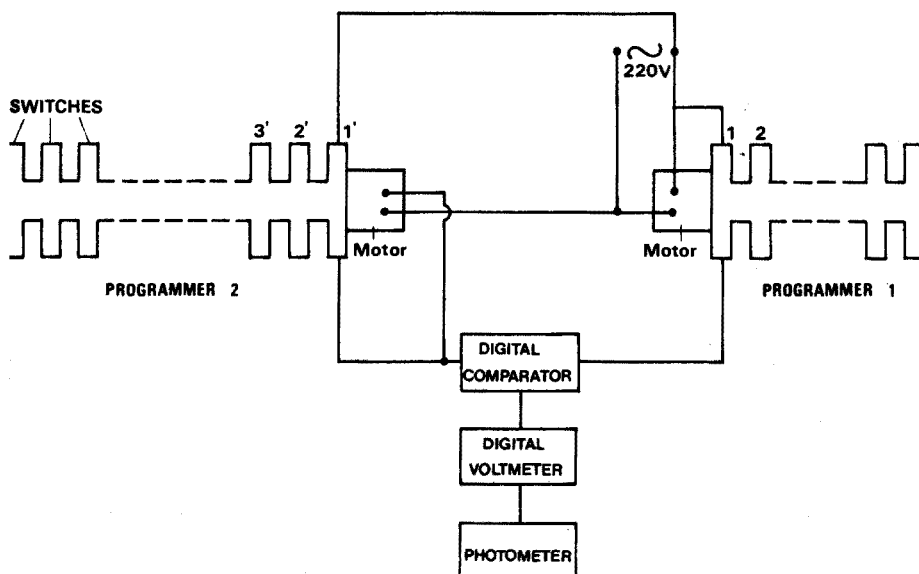 220V
SWITCHES
3' 2' 1'
1 2
Motor
Motor
PROGRAMMER 2
PROGRAMMER 1
DIGITAL
COMPARATOR
DIGITAL
VOLTMETER
PHOTOMETER